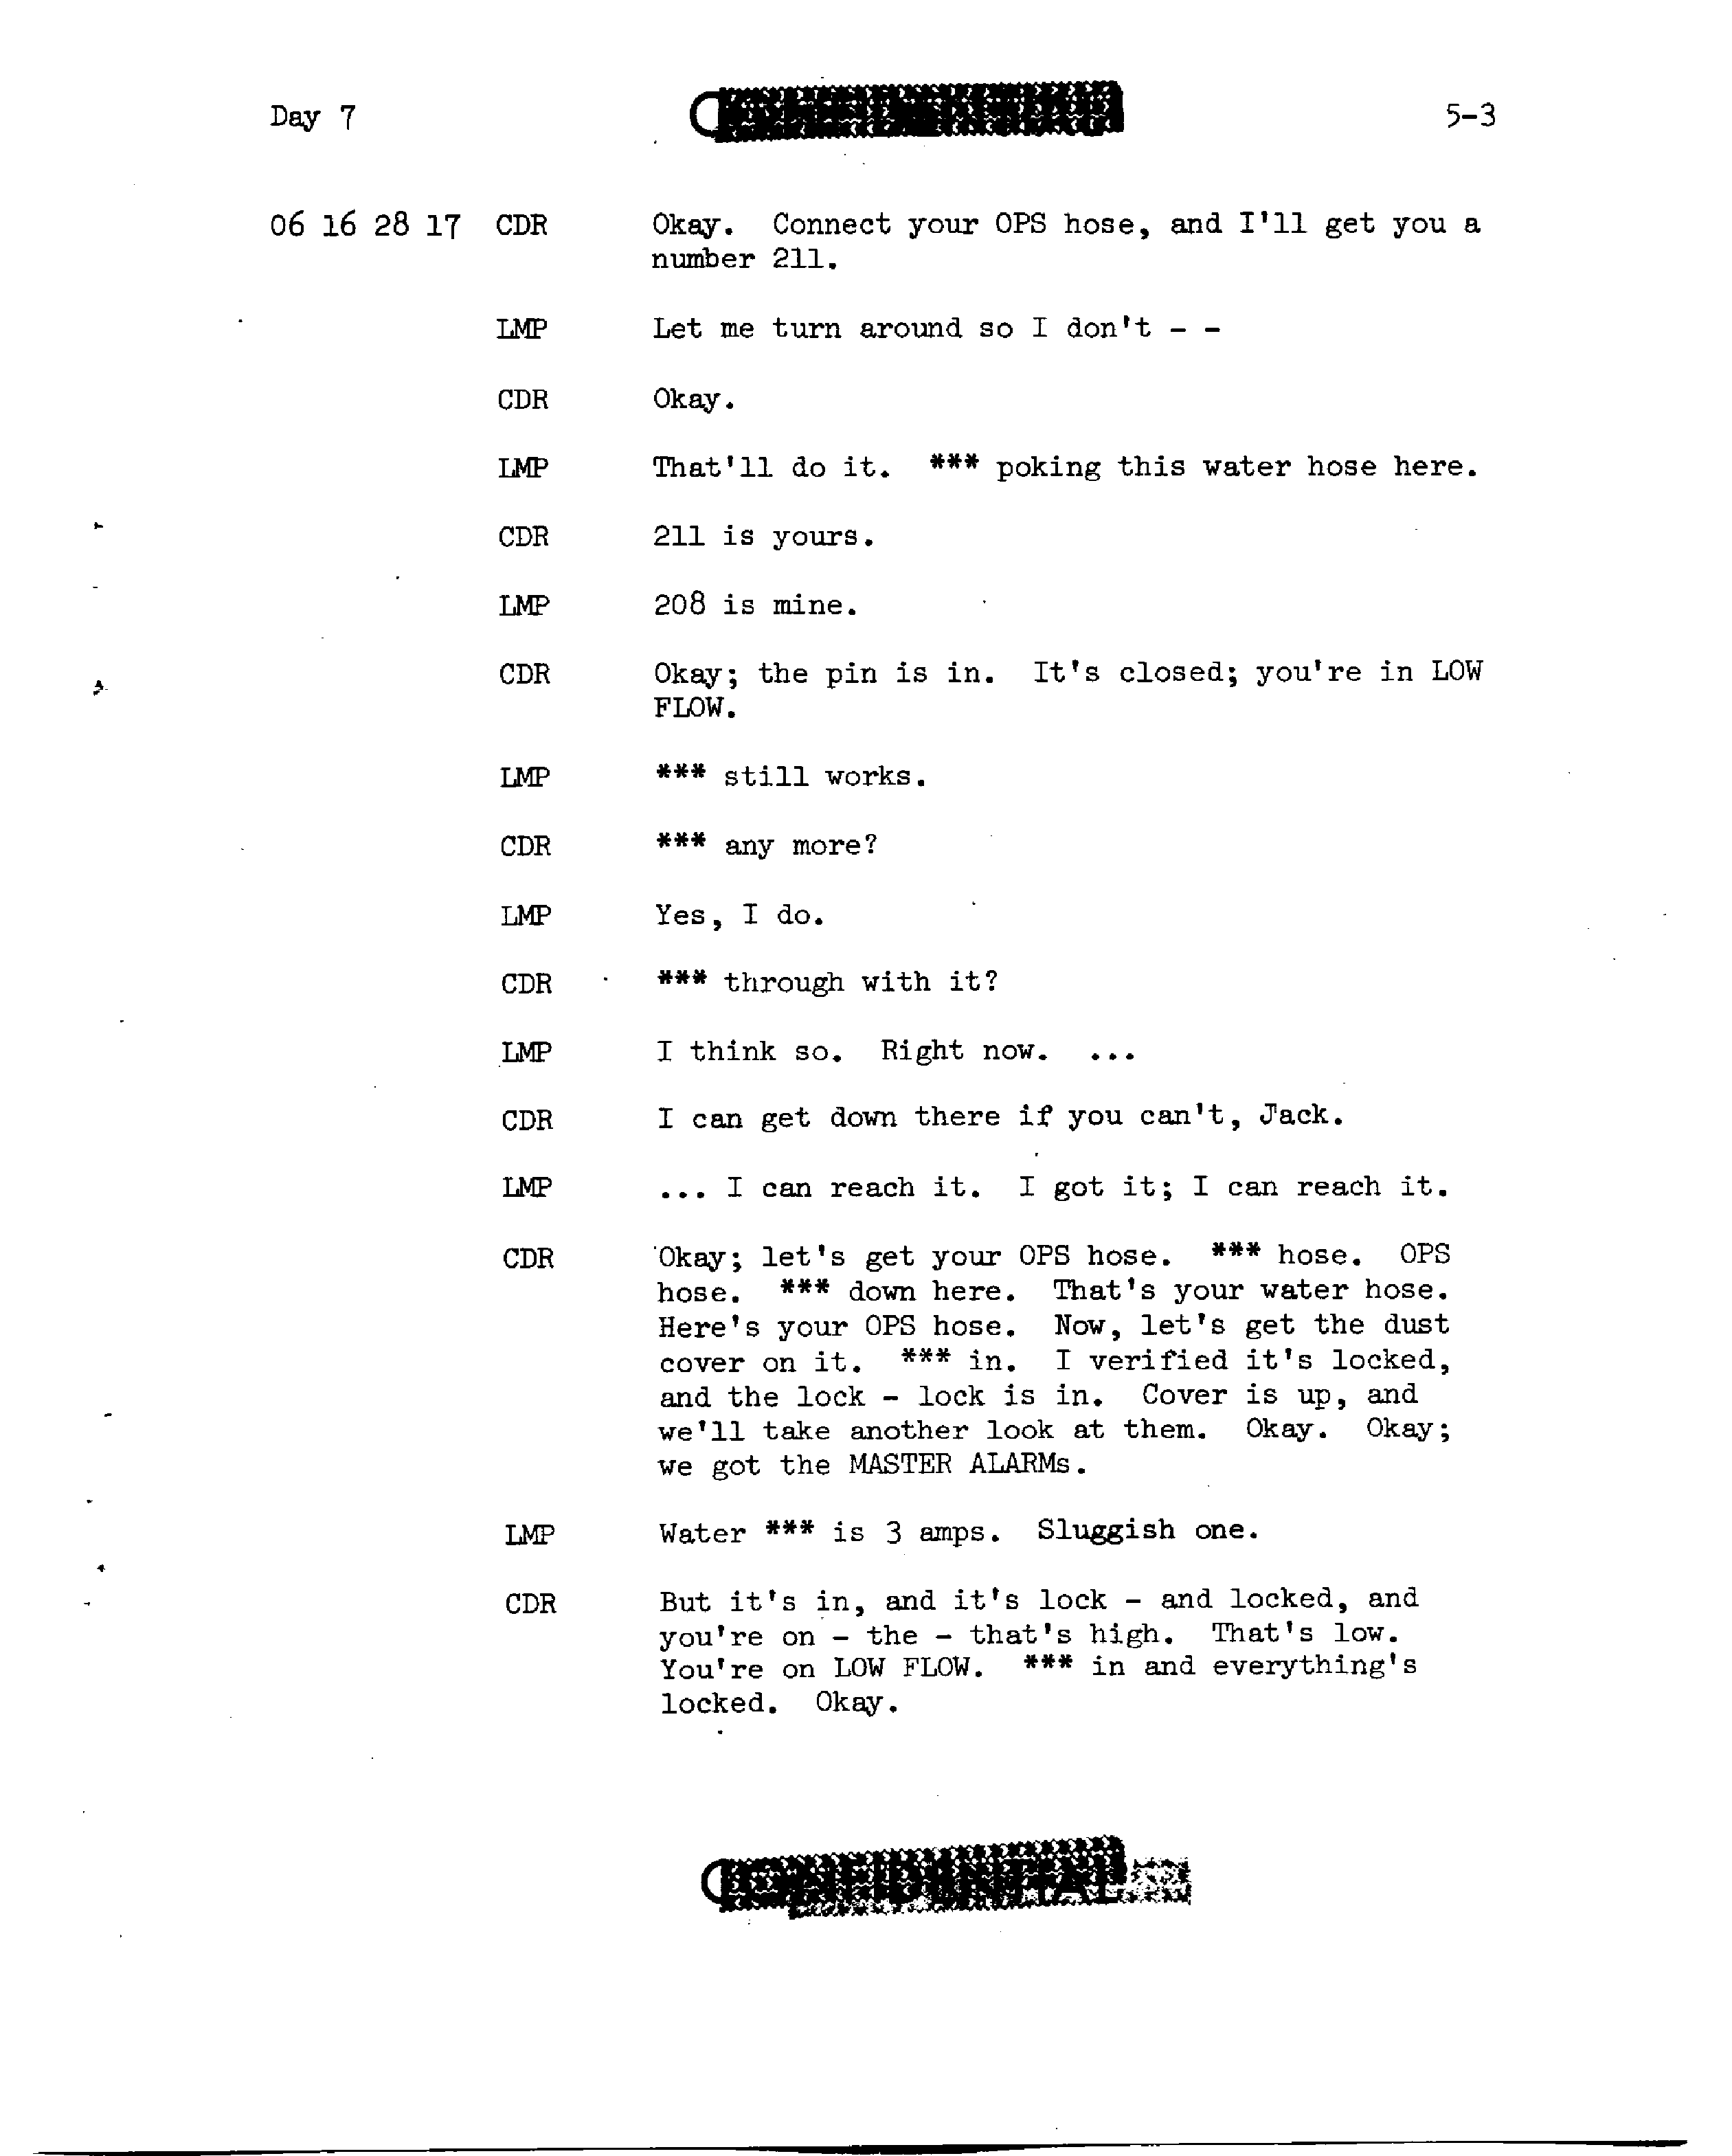 Day 7
5-3
06 16 28 17 CDR Okay. Connect your OPS hose, and I'll get you a
number 211.
LMP Let me turn around so I don't - -
CDR Okay.
LMP That'll do it. *** poking this water hose here.
CDR 211 is yours.
LMP 208 is mine.
CDR Okay; the pin is in. It's closed; you're in LOW
FLOW.
LMP *** still works.
CDR *** any more?
LMP Yes, I do.
CDR *** through with it?
LMP I think so. Right now. ...
CDR I can get down there if you can't, Jack.
LMP ... I can reach it. I got it; I can reach it.
CDR Okay; let's get your OPS hose. *** hose. OPS
hose. *** down here. That's your water hose.
Here's your OPS hose. Now, let's get the dust
cover on it. *** in. I verified it's locked,
and the lock - lock is in. Cover is up, and
we'll take another look at them. Okay. Okay;
we got the MASTER ALARMs.
LMP Water *** is 3 amps. Sluggish one.
CDR But it's in, and it's lock - and locked, and
you're on - the - that's high. That's low.
You're on LOW FLOW. *** in and everything's
locked. Okay.
CONFIDENTIAL